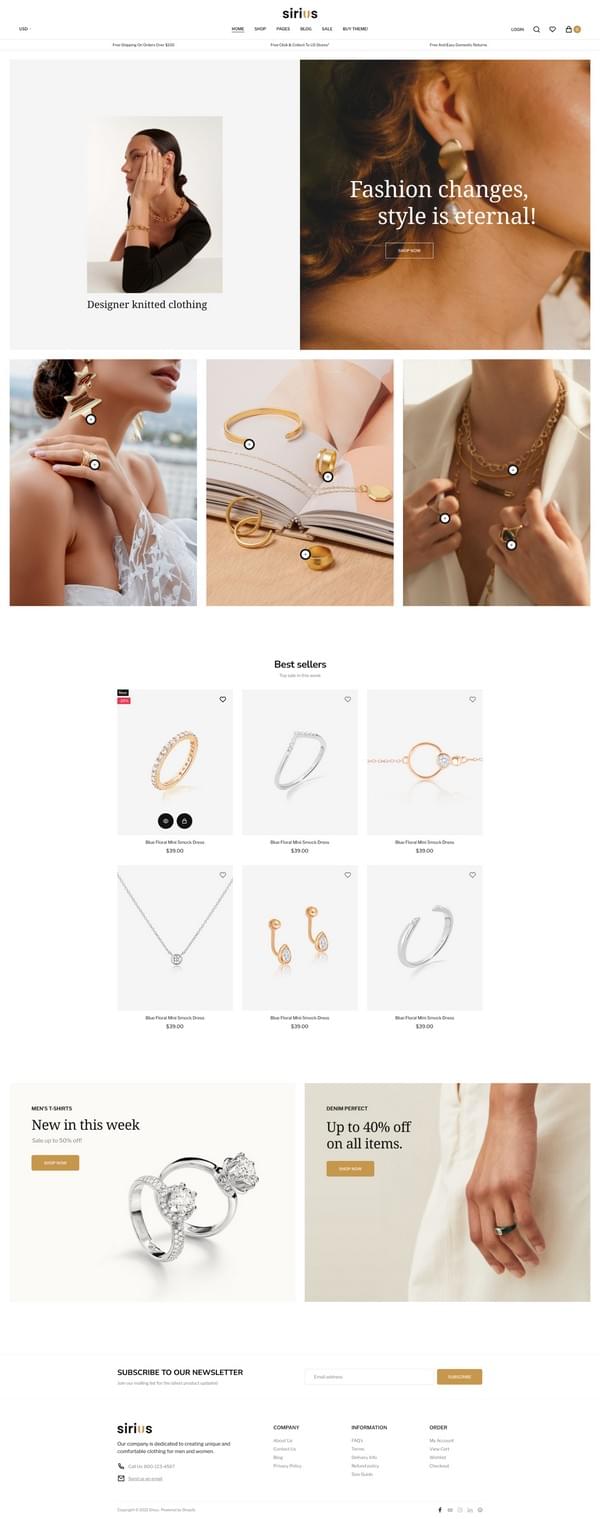 sirius
USD
HOME SHOP PAGES BLOG SALE BUY THEME!
LOGIN
0
Free Shipping On Orders Over $100
Free Click & Collect To US Stores*
Free And Easy Domestic Returns
Designer knitted clothing
Fashion changes,
style is eternal!
SHOP NOW
Best sellers
Top sale in this week
New
Blue Floral Mini Smock Dress
$39.00
Blue Floral Mini Smock Dress
$39.00
Blue Floral Mini Smock Dress
$39.00
Blue Floral Mini Smock Dress
$39.00
Blue Floral Mini Smock Dress
$39.00
Blue Floral Mini Smock Dress
$39.00
MEN'S T-SHIRTS
New in this week
Sale up to 50% off!
SHOP NOW
DENIM PERFECT
Up to 40% off
on all items.
SHOP NOW
SUBSCRIBE TO OUR NEWSLETTER
Join our mailing list for the latest product updates!
Email address
SUBSCRIBE
sirius
Our company is dedicated to creating unique and
comfortable clothing for men and women.
Call Us: 800-123-4567
Send us an email
COMPANY
About Us
Contact Us
Blog
Privacy Policy
INFORMATION
FAQ's
Terms
Delivery Info
Refund policy
Size Guide
ORDER
My Account
View Cart
Wishlist
Checkout
Copyright © 2022 Sirius · Powered by Shopify